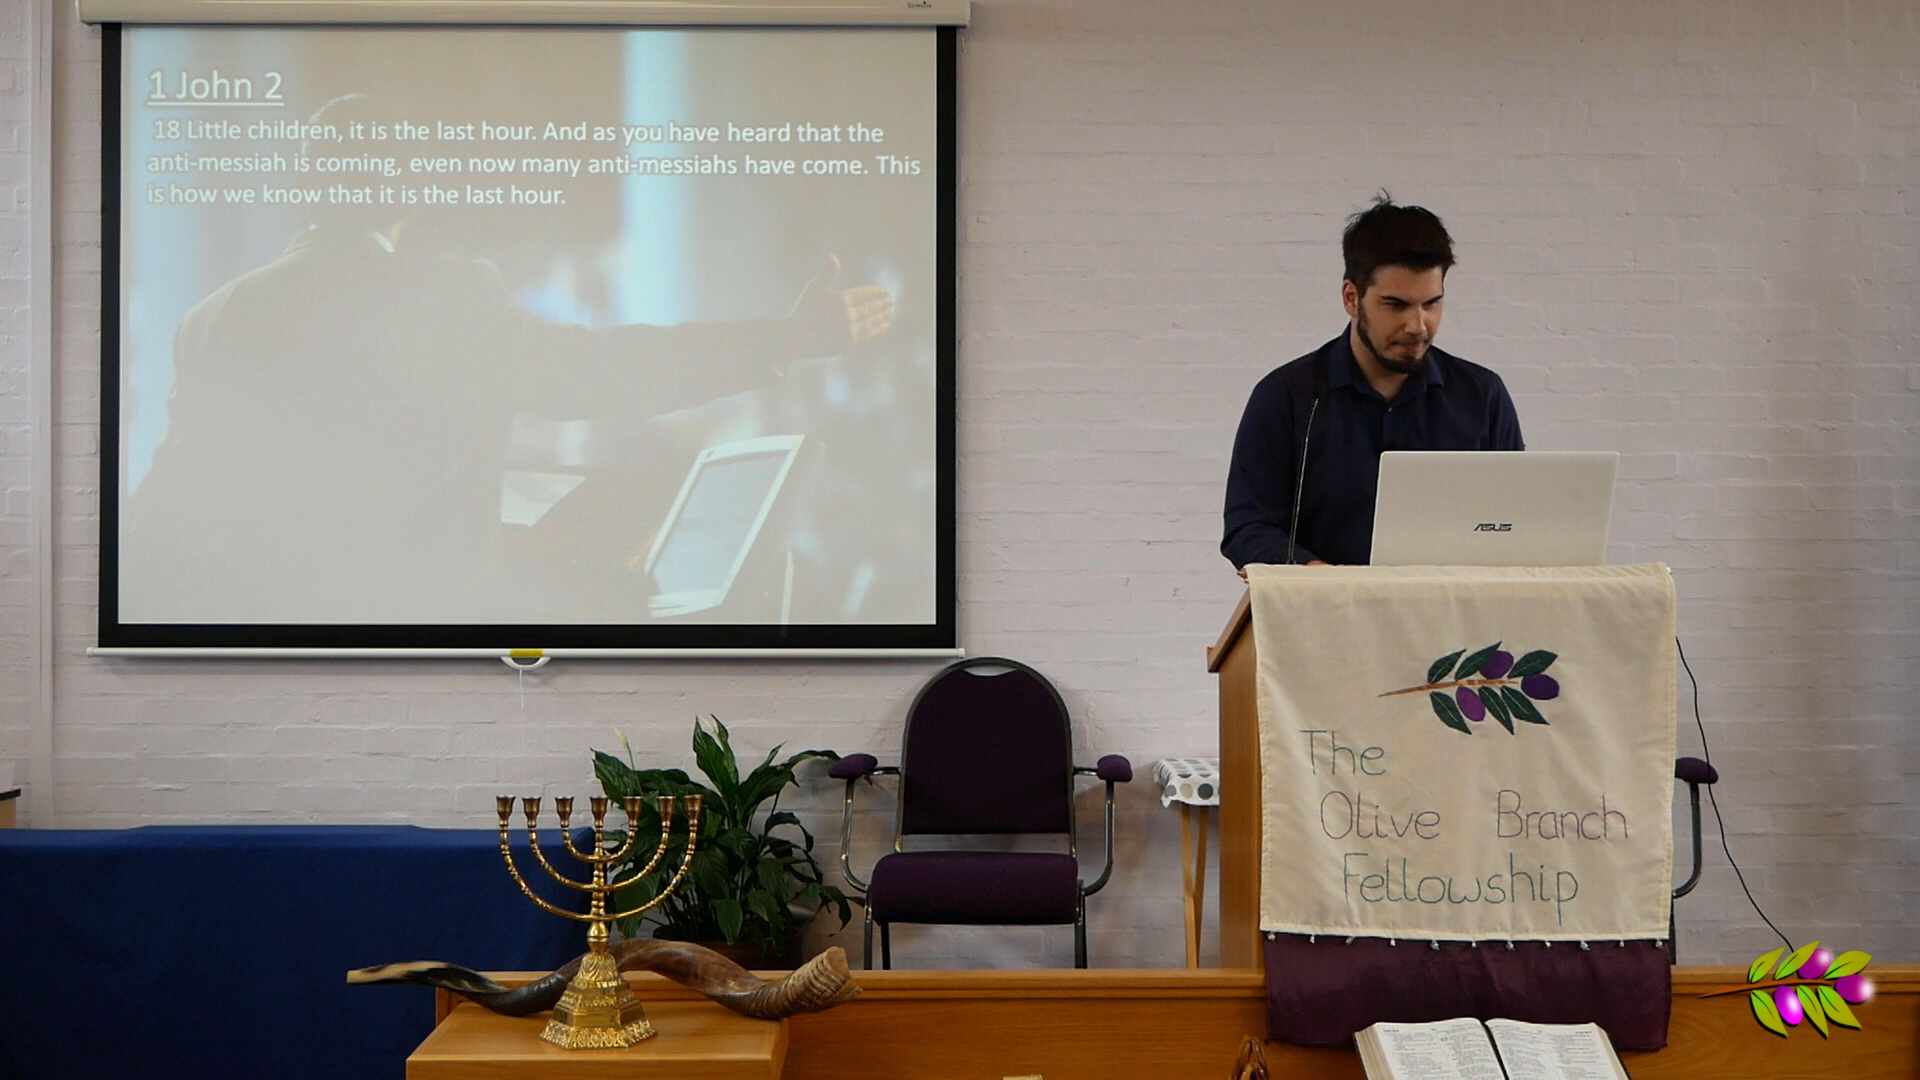 1 John 2
18 Little children, it is the last hour. And as you have heard that the
anti-messiah is coming, even now many anti-messiahs have come. This
is how we know that it is the last hour.
ASUS
The
Olive Branch
Fellowship